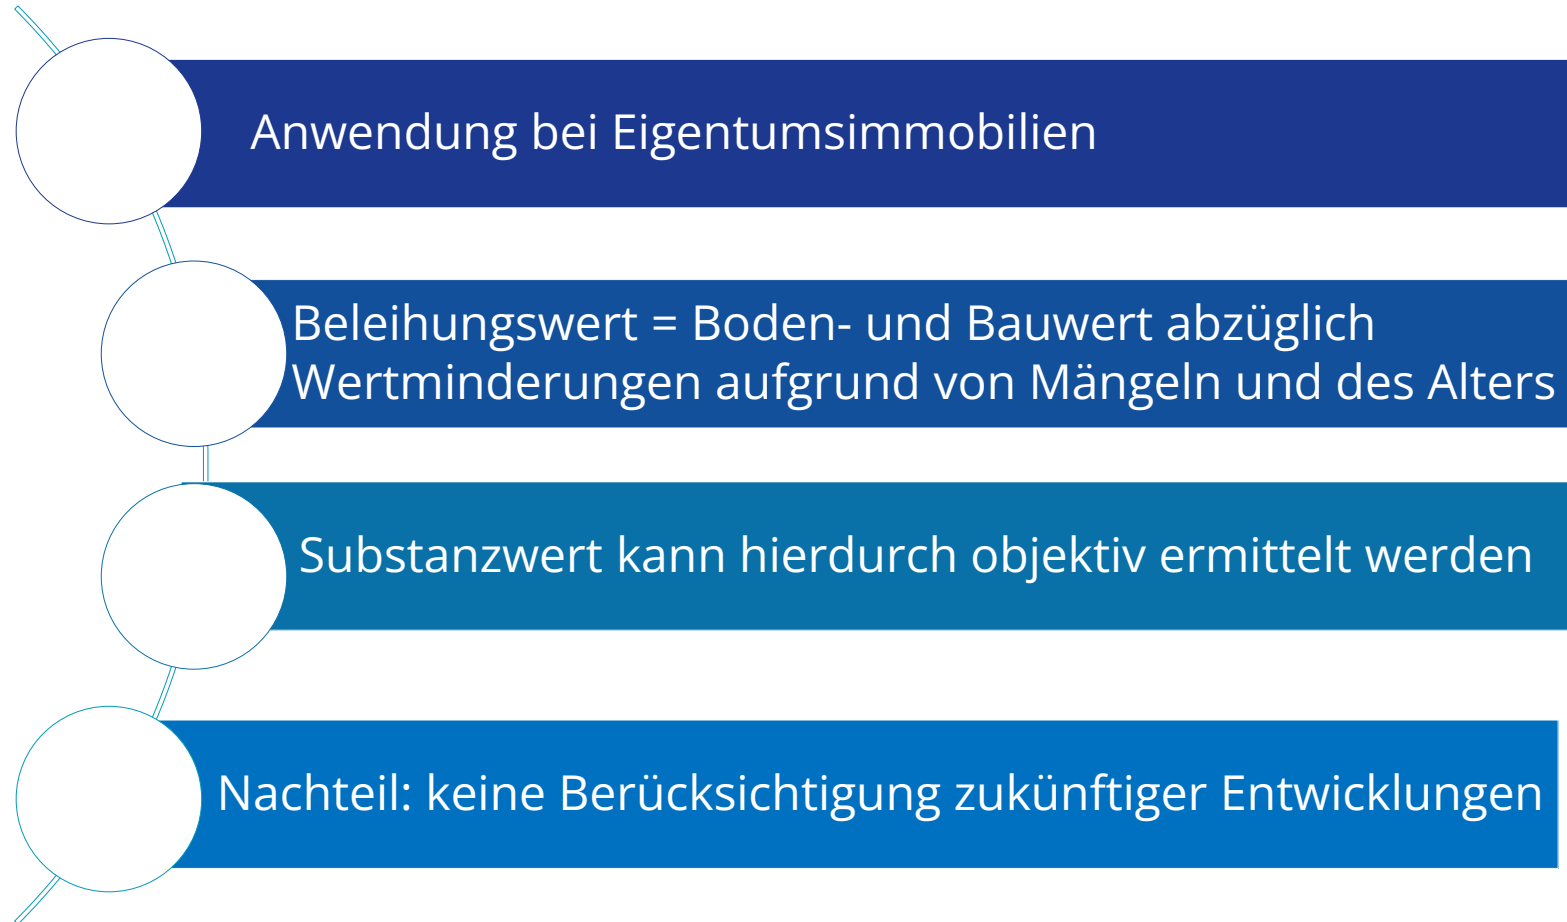 Anwendung bei Eigentumsimmobilien
Beleihungswert = Boden- und Bauwert abzüglich
Wertminderungen aufgrund von Mängeln und des Alters
Substanzwert kann hierdurch objektiv ermittelt werden
Nachteil: keine Berücksichtigung zukünftiger Entwicklungen